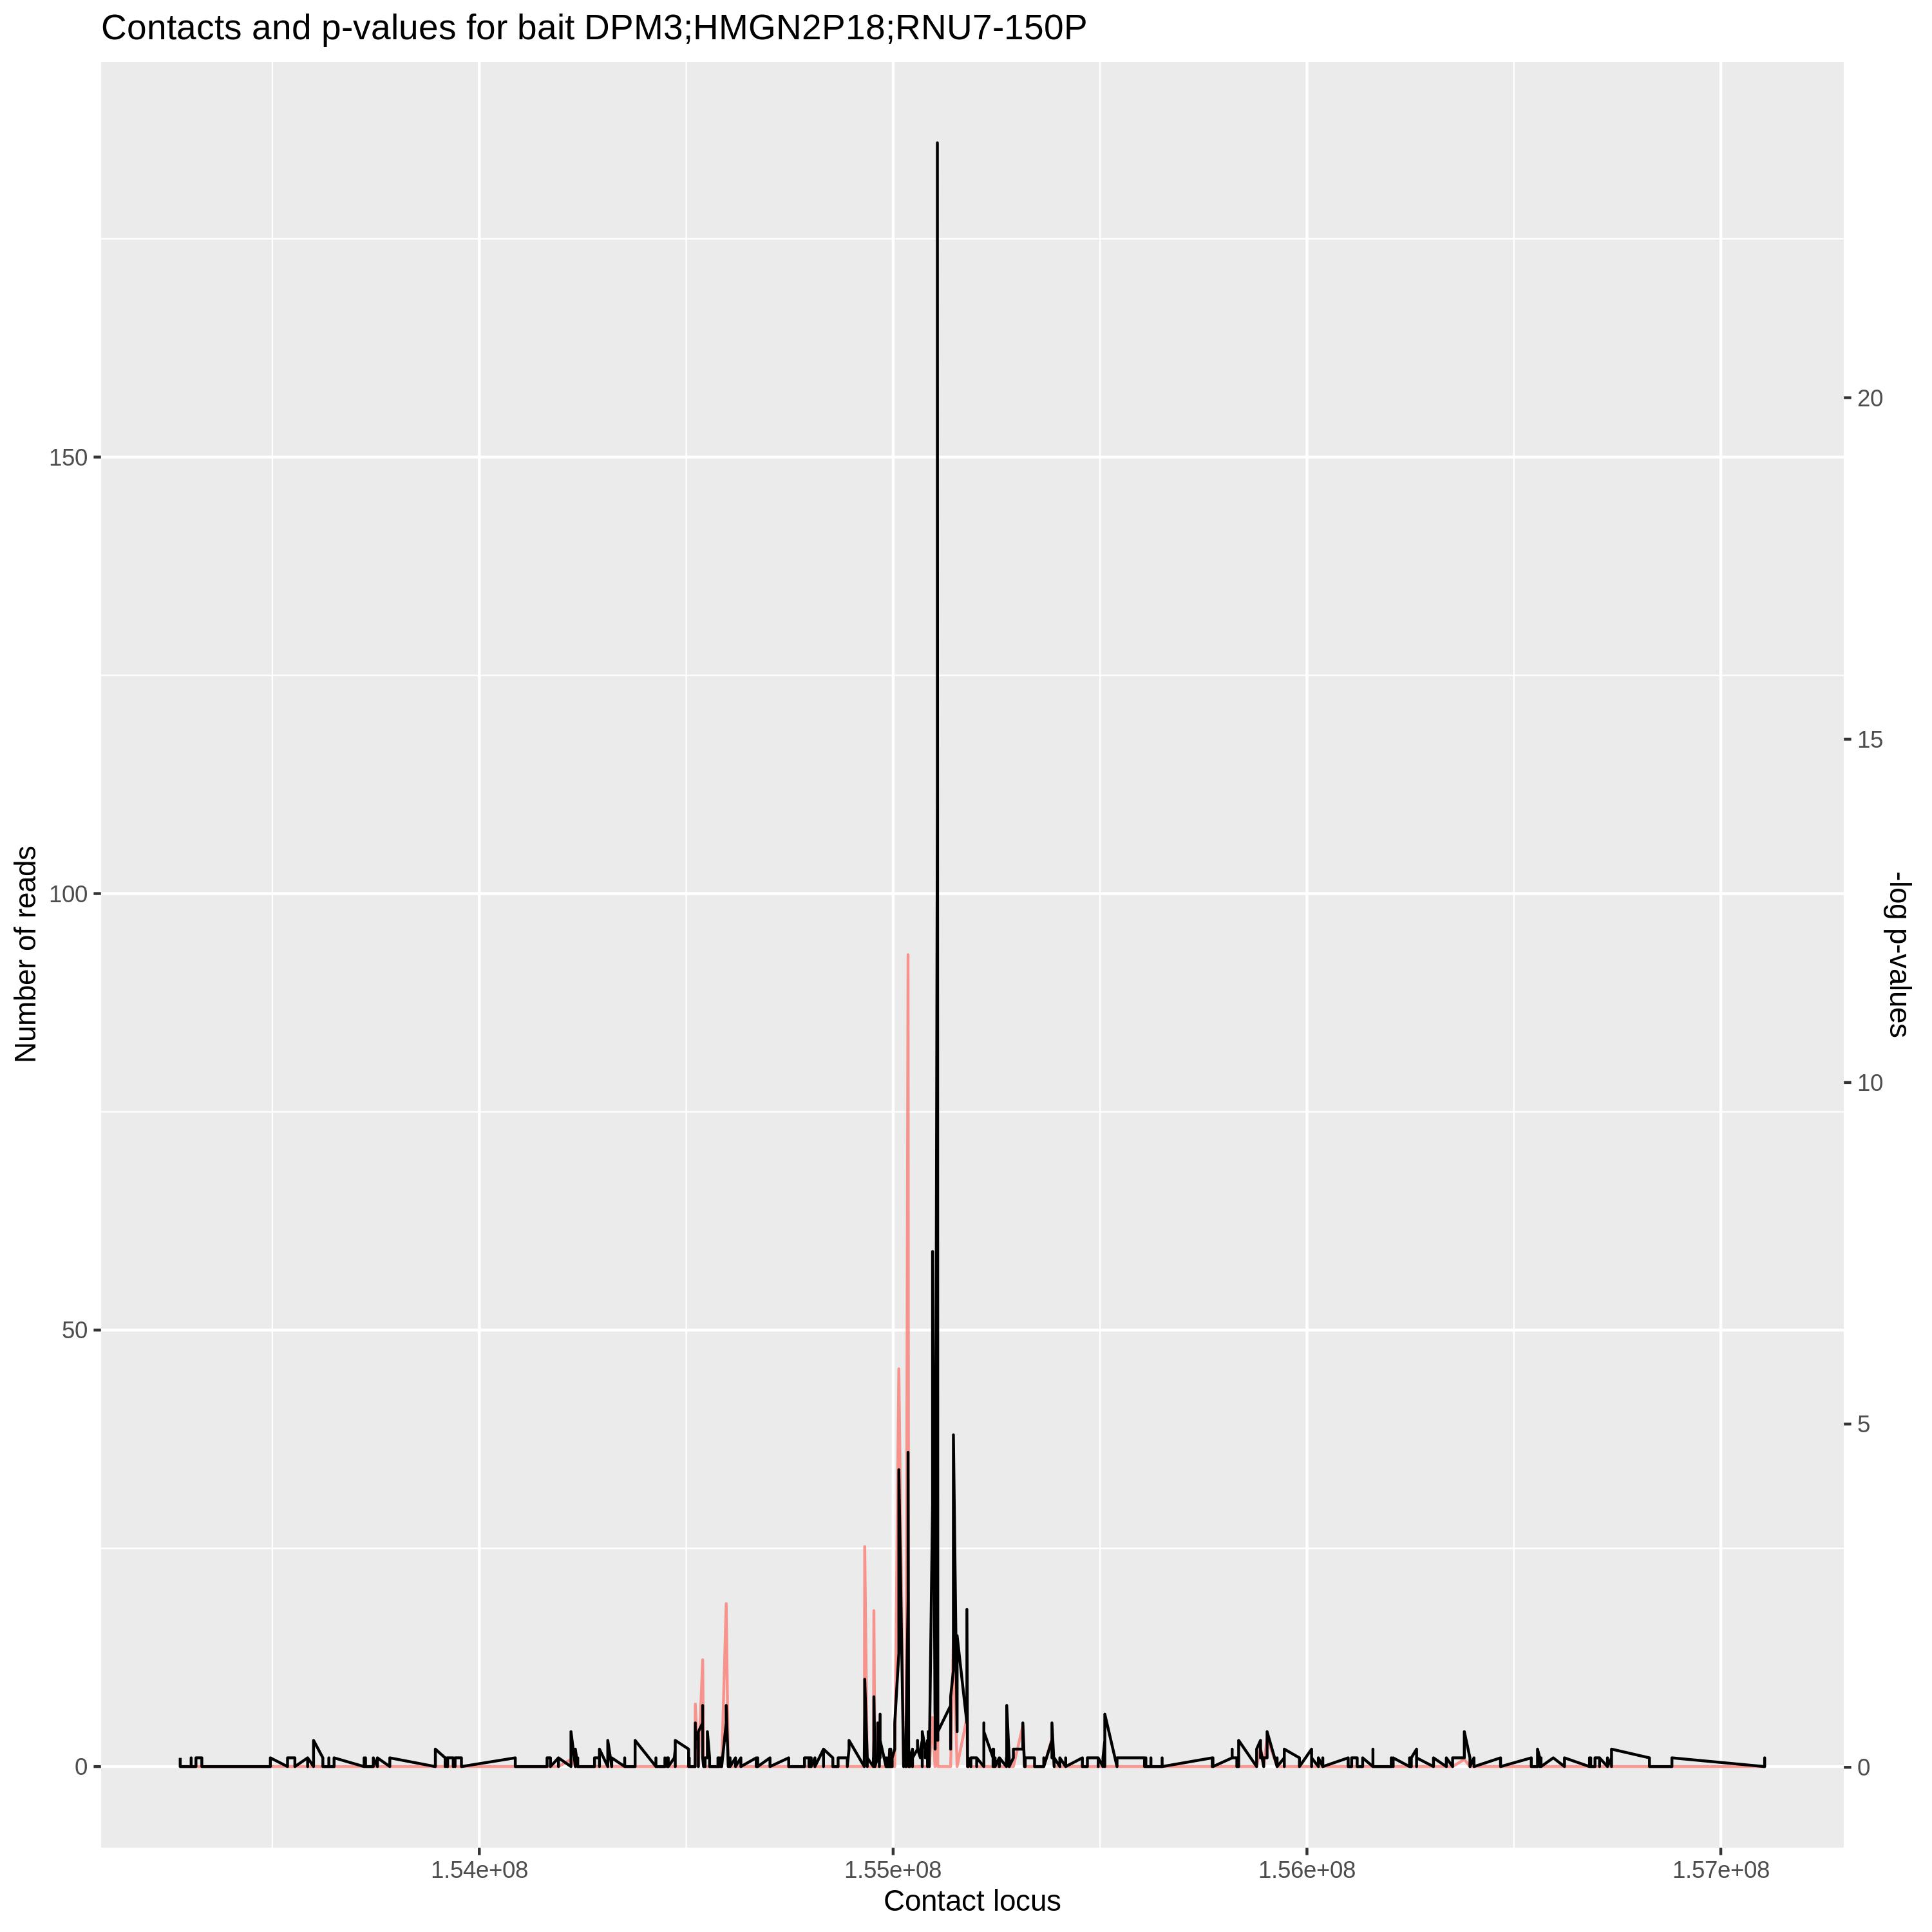 Contacts and p-values for bait DPM3;HMGN2P18;RNU7-150P
Number of reads
150
100
50
0
20
15
10
5
0
-log p-values
1.54e+08
1.55e+08
1.56e+08
1.57e+08
Contact locus